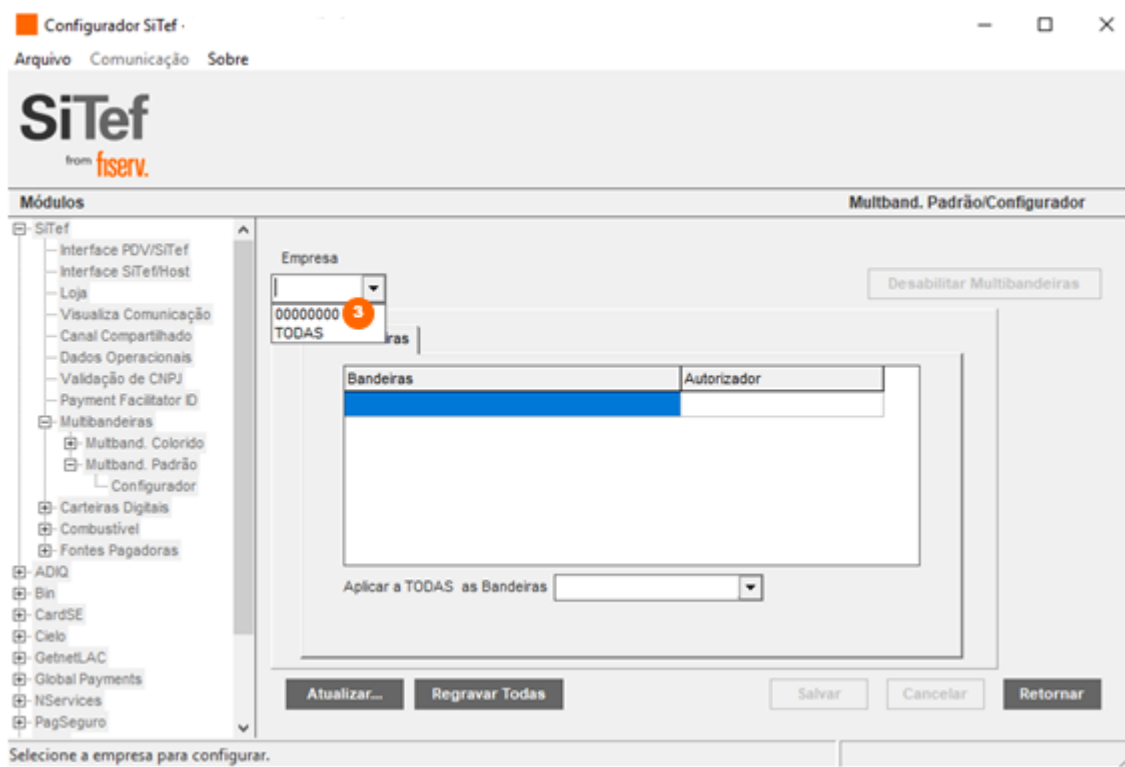 Configurador SiTef -
Arquivo Comunicação Sobre
SiTef
from fiserv.
Módulos
Multband. Padrão/Configurador
SiTef
Interface PDV/SiTef
Interface SiTef/Host
Loja
Visualiza Comunicação
Canal Compartilhado
Dados Operacionais
Validação de CNPJ
Payment Facilitator ID
Multibandeiras
Multband. Colorido
Multband. Padrão
Configurador
Carteiras Digitais
Combustível
Fontes Pagadoras
ADIQ
Bin
CardSE
Cielo
GetnetLAC
Global Payments
NServices
PagSeguro
Empresa
Desabilitar Multibandeiras
00000000 3
TODAS
iras
Bandeiras Autorizador
Aplicar a TODAS as Bandeiras
Atualizar... Regravar Todas Salvar Cancelar Retornar
Selecione a empresa para configurar.